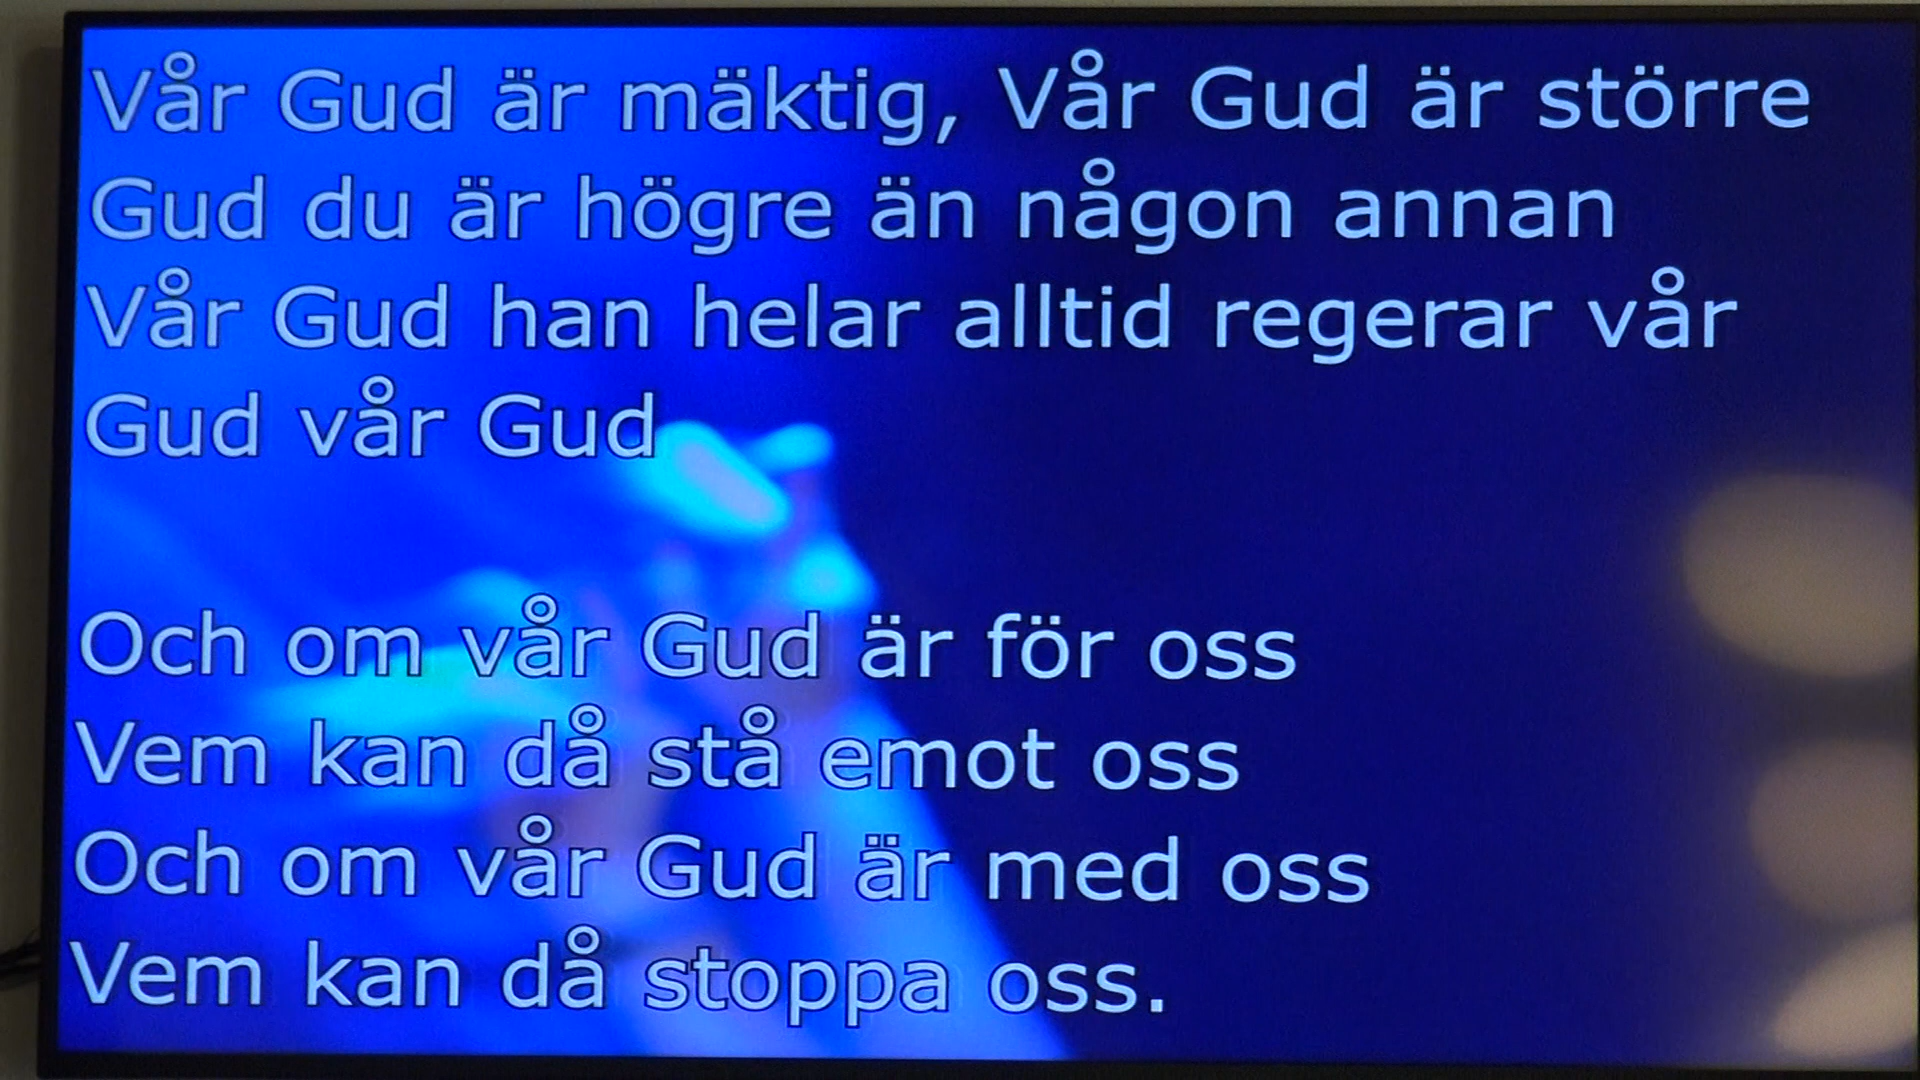 Vår Gud är mäktig, Vår Gud är större
Gud du är högre än någon annan
Vår Gud han helar alltid regerar vår
Gud vår Gud
Och om vår Gud är för oss
Vem kan då stå emot oss
Och om vår Gud är med oss
Vem kan då stoppa oss.